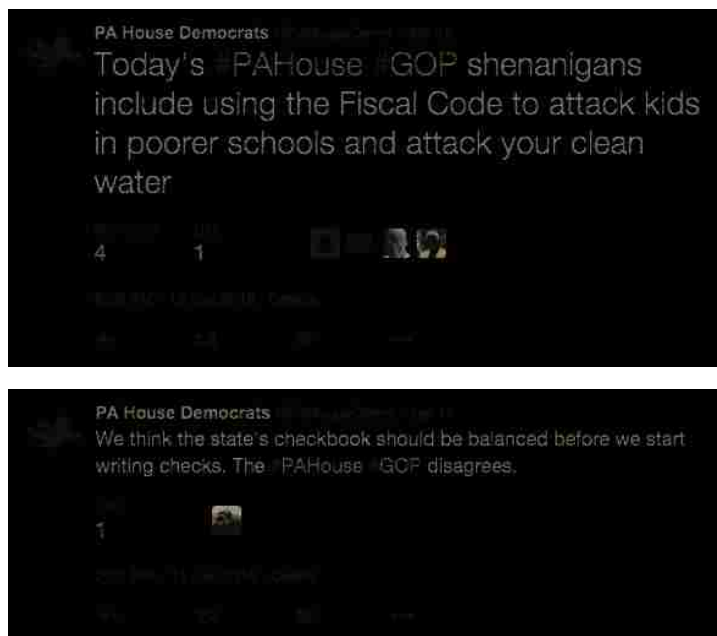 PA House Democrats
Today's #PAHouse #GOP shenanigans
include using the Fiscal Code to attack kids
in poorer schools and attack your clean
water
4 1
PA House Democrats
We think the state's checkbook should be balanced before we start
writing checks. The #PAHouse #GOP disagrees.
1